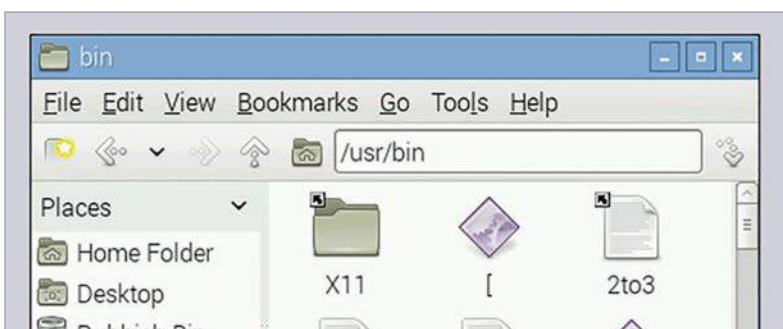 bin
File Edit View Bookmarks Go Tools Help
/usr/bin
Places
Home Folder
Desktop
X11
[
2to3